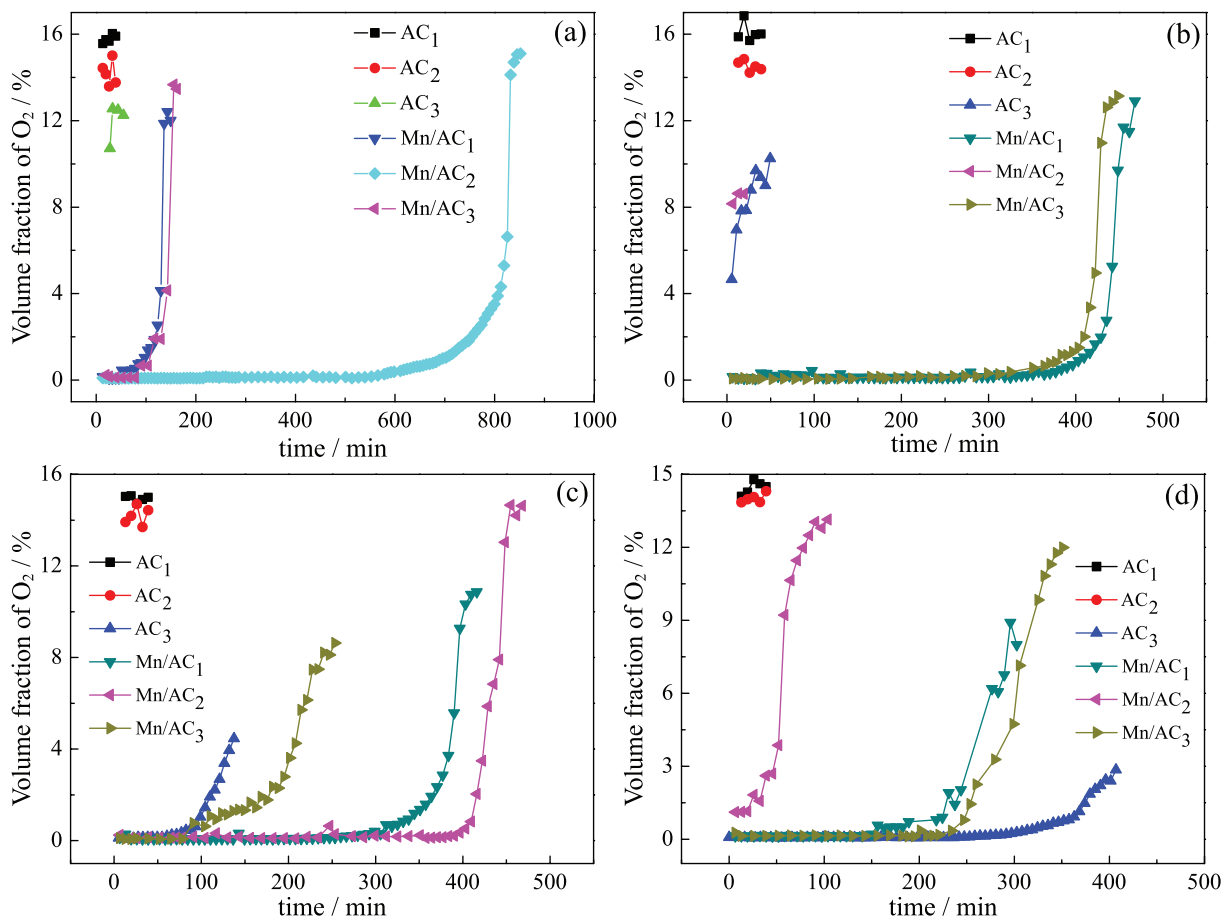 (a)
Volume fraction of O2 / %
16
12
8
4
0
AC1
AC2
AC3
Mn/AC1
Mn/AC2
Mn/AC3
0 200 400 600 800 1000
time / min
(b)
Volume fraction of O2 / %
16
12
8
4
0
AC1
AC2
AC3
Mn/AC1
Mn/AC2
Mn/AC3
0 100 200 300 400 500
time / min
(c)
Volume fraction of O2 / %
16
12
8
4
0
AC1
AC2
AC3
Mn/AC1
Mn/AC2
Mn/AC3
0 100 200 300 400 500
time / min
(d)
Volume fraction of O2 / %
15
12
9
6
3
0
AC1
AC2
AC3
Mn/AC1
Mn/AC2
Mn/AC3
0 100 200 300 400 500
time / min